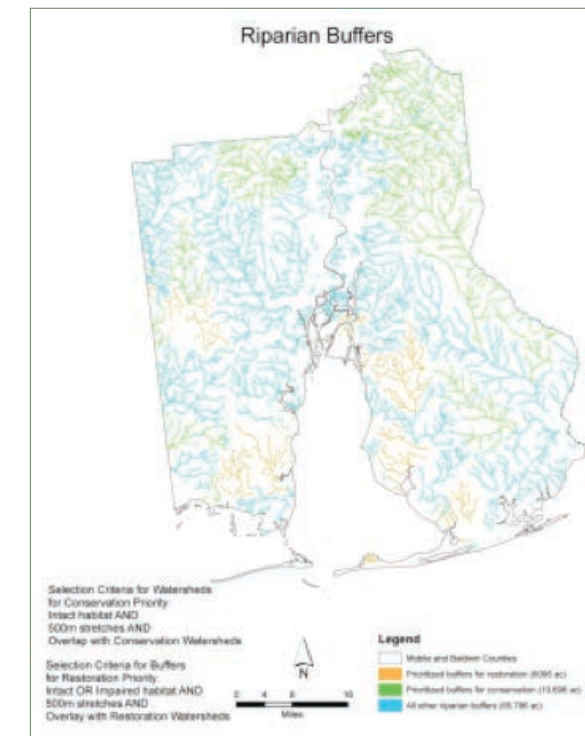 Riparian Buffers
Selection Criteria for Watersheds
for Conservation Priority:
Intact habitat AND
500m stretches AND
Overlap with Conservation Watersheds
Selection Criteria for Buffers
for Restoration Priority:
Intact OR Impaired habitat AND
500m stretches AND
Overlay with Restoration Watersheds
N
Miles
Legend
Mobile and Baldwin Counties
Prioritized buffers for restoration
Prioritized buffers for conservation
All other riparian buffers